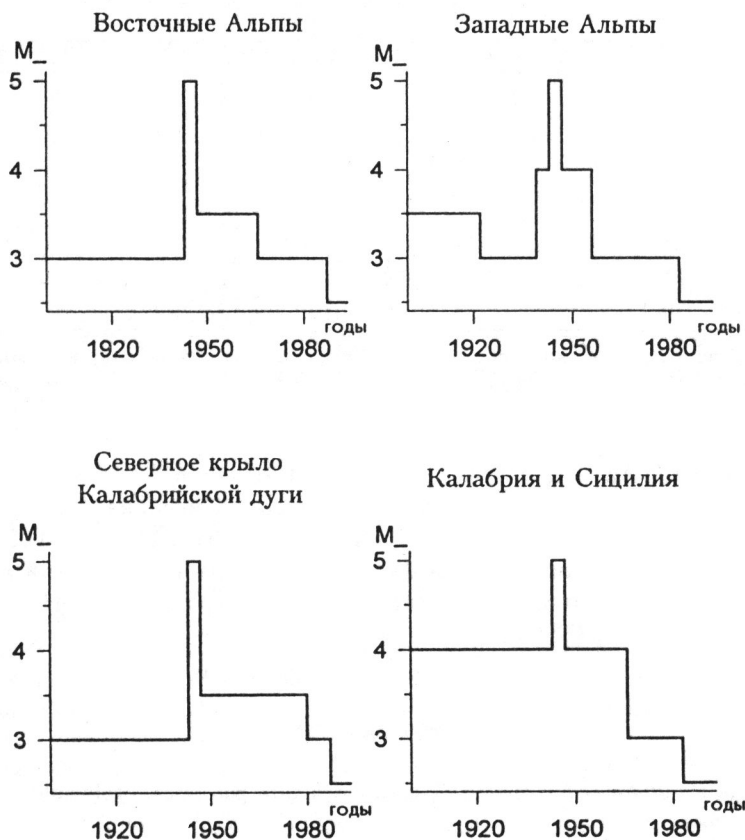 Восточные Альпы
Западные Альпы
M_
5
4
3
1920
1950
1980
годы
M_
5
4
3
1920
1950
1980
годы
Северное крыло
Калабрийской дуги
Калабрия и Сицилия
M_
5
4
3
1920
1950
1980
годы
M_
5
4
3
1920
1950
1980
годы